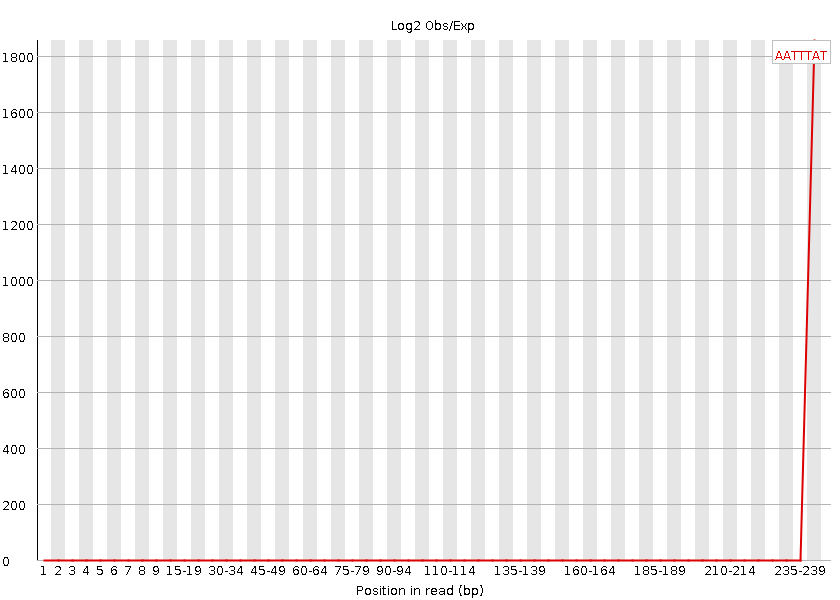 Log2 Obs/Exp
AATTTAT
1800
1600
1400
1200
1000
800
600
400
200
0
1 2 3 4 5 6 7 8 9 15-19 30-34 45-49 60-64 75-79 90-94 110-114 135-139 160-164 185-189 210-214 235-239
Position in read (bp)